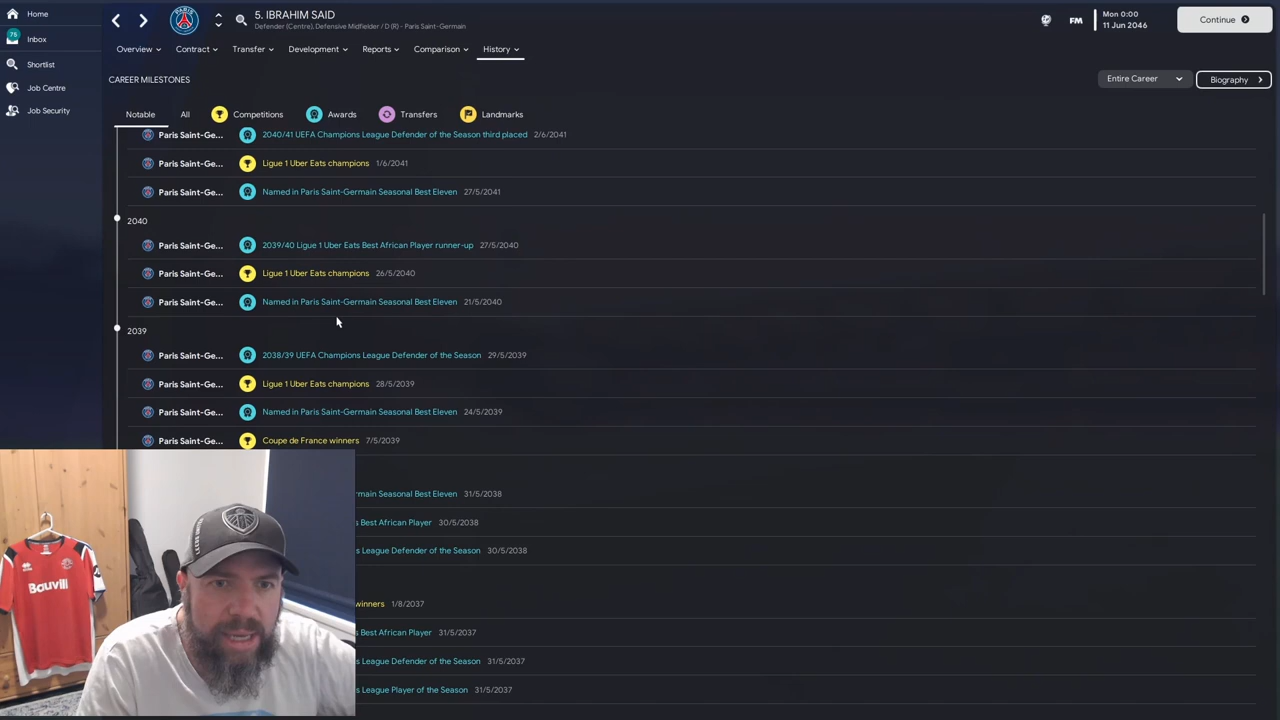 Home
75
Inbox
Shortlist
Job Centre
Job Security
PARIS
5. IBRAHIM SAID
Defender (Centre), Defensive Midfielder / D (R) - Paris Saint-Germain
FM
Mon 0:00
11 Jun 2046
Continue
Overview
Contract
Transfer
Development
Reports
Comparison
History
CAREER MILESTONES
Entire Career
Biography
Notable
All
Competitions
Awards
Transfers
Landmarks
Paris Saint-Ge... 2040/41 UEFA Champions League Defender of the Season third placed 2/6/2041
Paris Saint-Ge... Ligue 1 Uber Eats champions 1/6/2041
Paris Saint-Ge... Named in Paris Saint-Germain Seasonal Best Eleven 27/5/2041
2040
Paris Saint-Ge... 2039/40 Ligue 1 Uber Eats Best African Player runner-up 27/5/2040
Paris Saint-Ge... Ligue 1 Uber Eats champions 26/5/2040
Paris Saint-Ge... Named in Paris Saint-Germain Seasonal Best Eleven 21/5/2040
2039
Paris Saint-Ge... 2038/39 UEFA Champions League Defender of the Season 29/5/2039
Paris Saint-Ge... Ligue 1 Uber Eats champions 28/5/2039
Paris Saint-Ge... Named in Paris Saint-Germain Seasonal Best Eleven 24/5/2039
Paris Saint-Ge... Coupe de France winners 7/5/2039
rmain Seasonal Best Eleven 31/5/2038
s Best African Player 30/5/2038
s League Defender of the Season 30/5/2038
winners 1/8/2037
s Best African Player 31/5/2037
s League Defender of the Season 31/5/2037
s League Player of the Season 31/5/2037
Bauvill